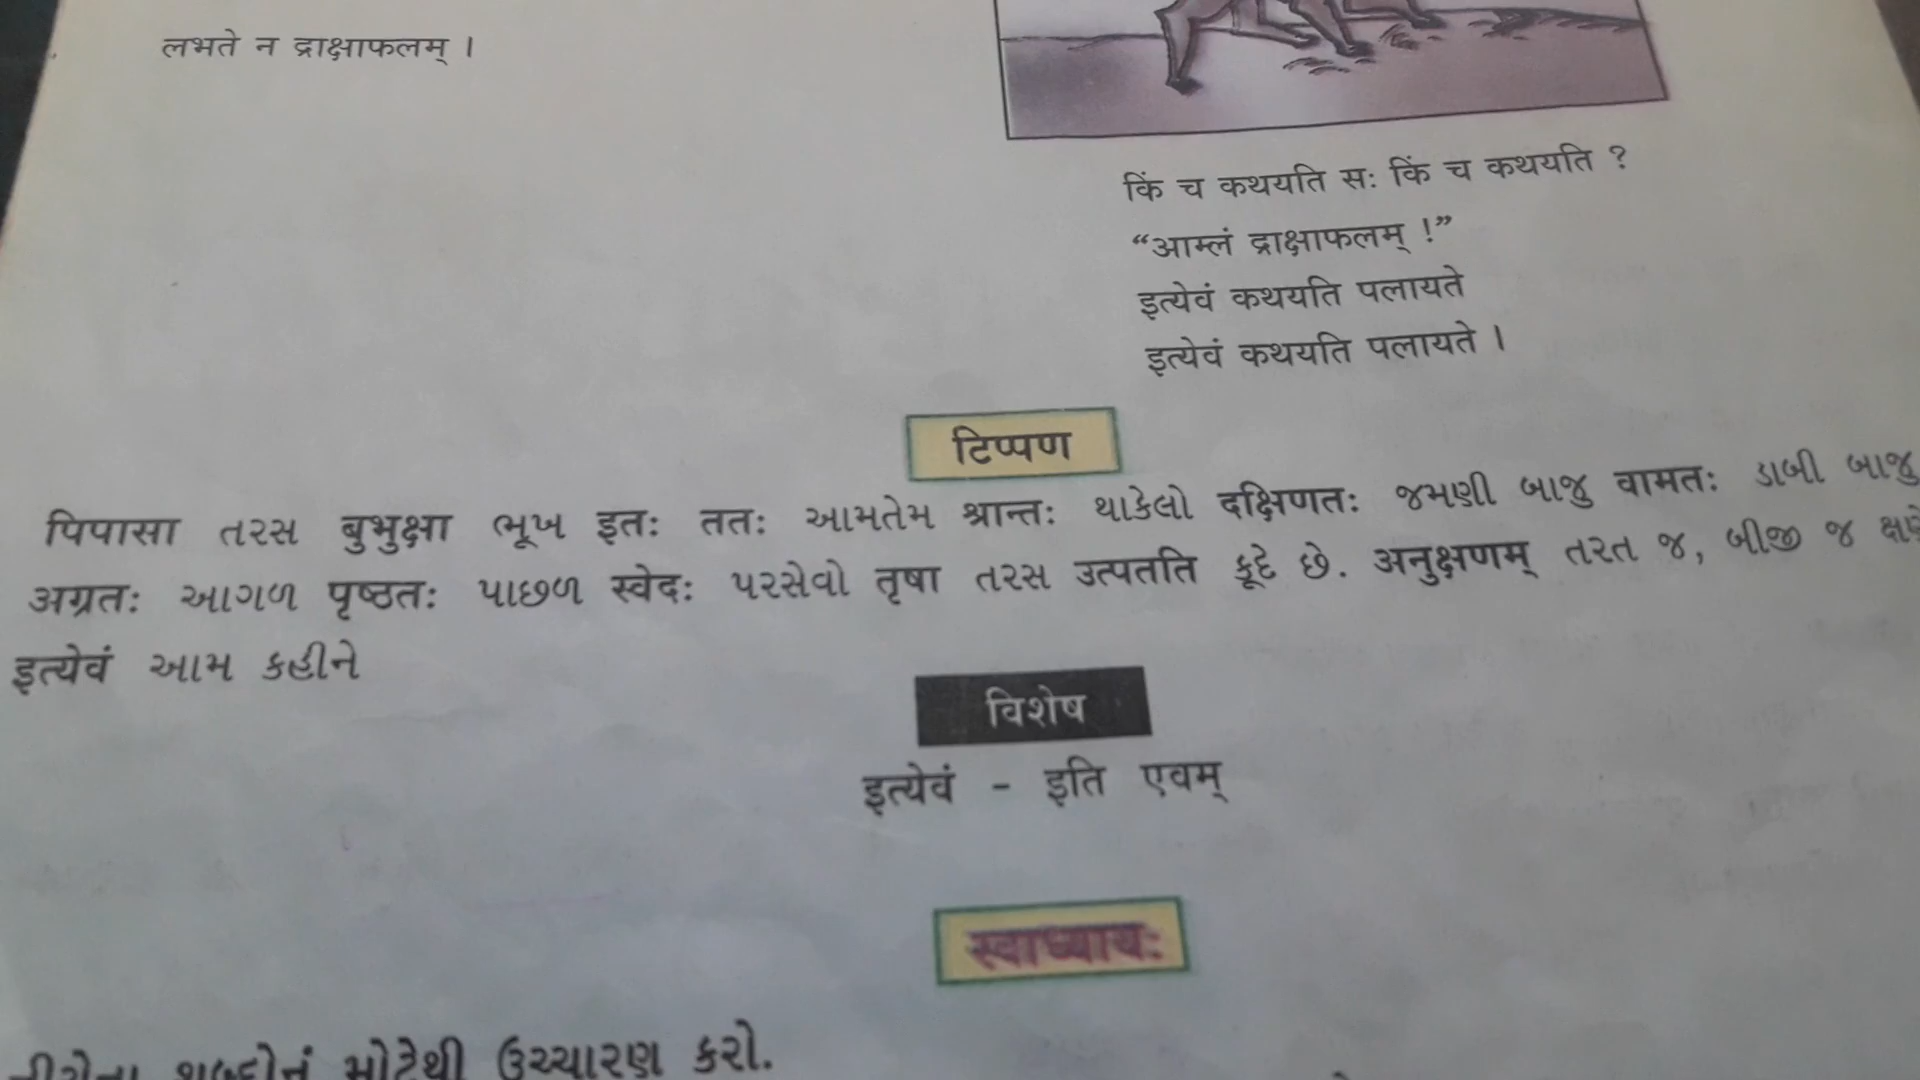 लभते न द्राक्षाफलम् ।
किं च कथयति सः किं च कथयति ?
“आम्लं द्राक्षाफलम् !”
इत्येवं कथयति पलायते
इत्येवं कथयति पलायते ।
टिप्पण
पिपासा તરસ बुभुक्षा ભૂખ इतः ततः આમતેમ श्रान्तः થાકેલો दक्षिणतः જમણી બાજુ वामतः ડાબી બાજુ
अग्रतः આગળ पृष्ठतः પાછળ स्वेदः પરસેવો तृषा તરસ उत्पतति કૂદે છે. अनुक्षणम् તરત જ, બીજી જ ક્ષણે
इत्येवं આમ કહીને
विशेष
इत्येवं - इति एवम्
स्वाध्यायः
નીચેના શબ્દોનું મોટેથી ઉચ્ચારણ કરો.